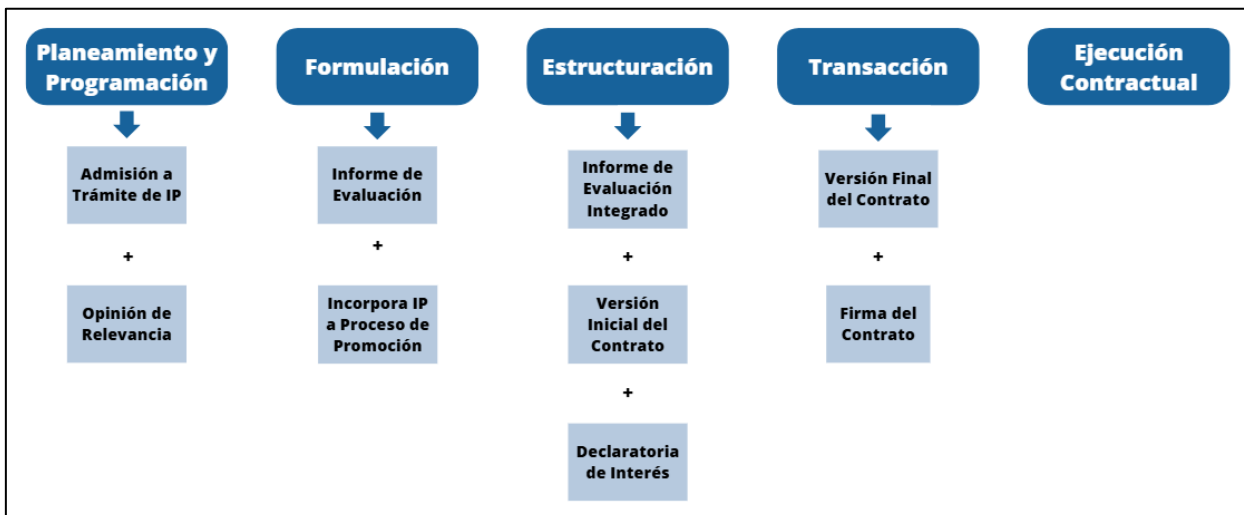 Planeamiento y
Programación
Formulación
Estructuración
Transacción
Ejecución
Contractual
Admisión a
Trámite de IP
+
Opinión de
Relevancia
Informe de
Evaluación
+
Incorpora IP
a Proceso de
Promoción
Informe de
Evaluación
Integrado
+
Versión
Inicial del
Contrato
+
Declaratoria
de Interés
Versión Final
del Contrato
+
Firma del
Contrato